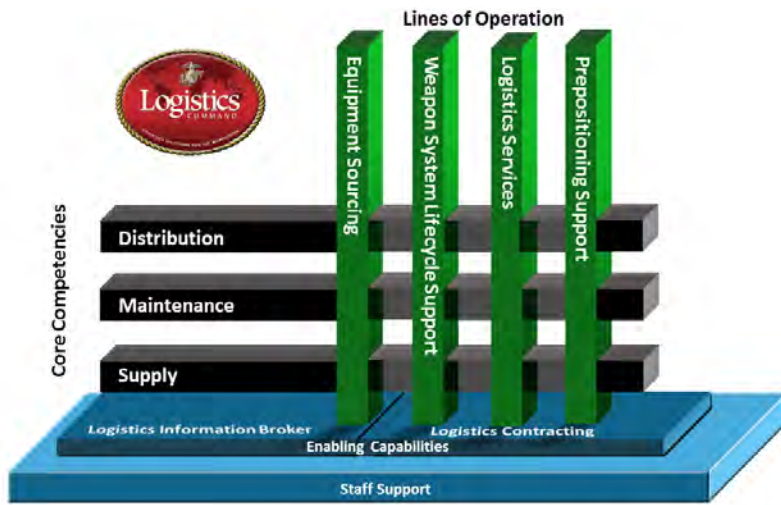 Lines of Operation
Logistics
COMMAND
Equipment Sourcing
Weapon System Lifecycle Support
Logistics Services
Prepositioning Support
Core Competencies
Distribution
Maintenance
Supply
Logistics Information Broker
Logistics Contracting
Enabling Capabilities
Staff Support